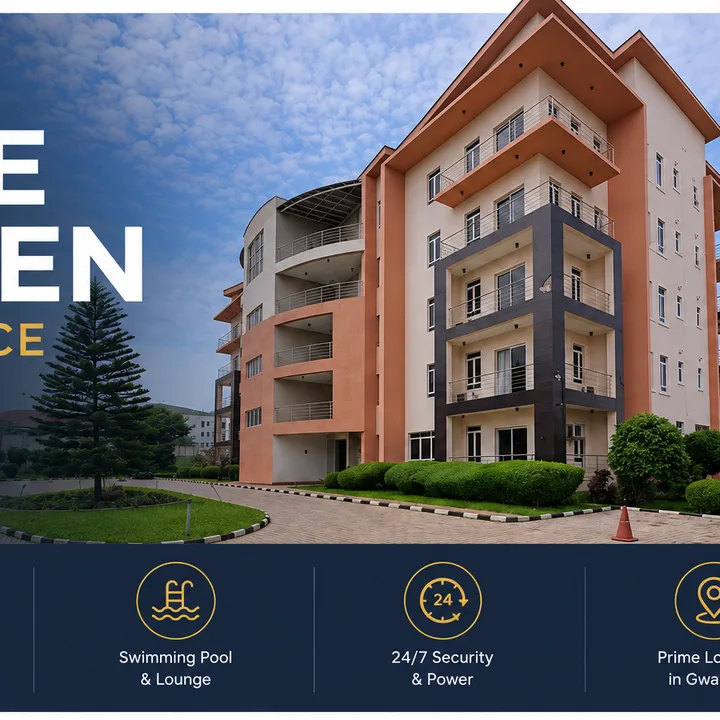 E
EN
CE
24
Swimming Pool
& Lounge
24/7 Security
& Power
Prime Lo
in Gwa